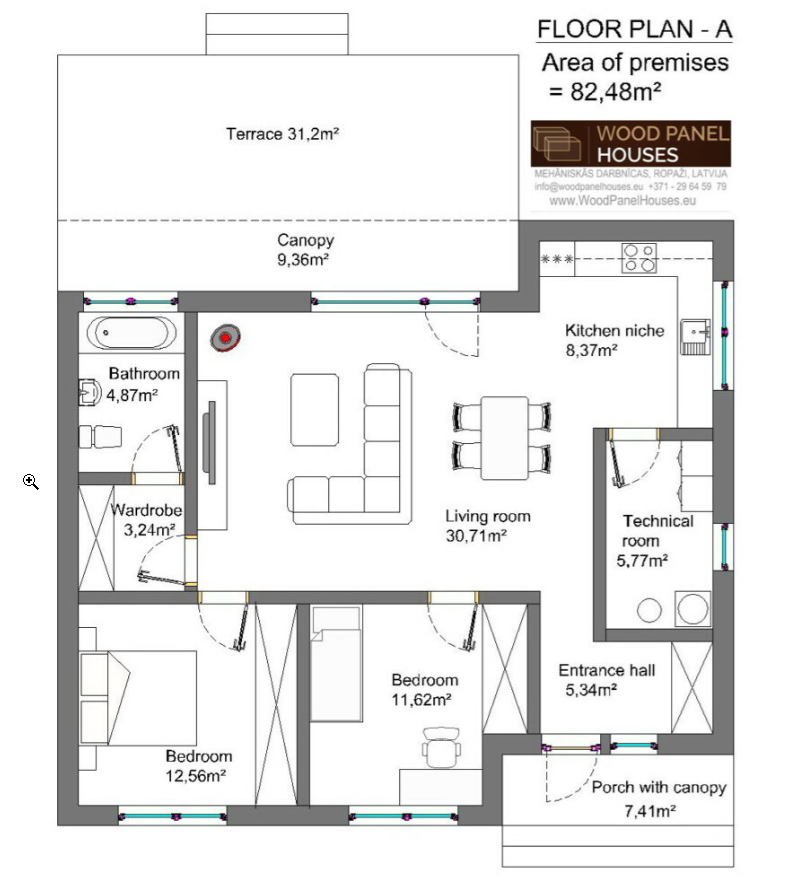 FLOOR PLAN - A
Area of premises
= 82,48m²
WOOD PANEL
HOUSES
MEHĀNISKĀS DARBNĪCAS, ROPAŽI, LATVIJA
info@woodpanelhouses.eu +371 - 29 64 59 79
www.WoodPanelHouses.eu
Terrace 31,2m²
Canopy
9,36m²
Kitchen niche
8,37m²
Bathroom
4,87m²
Wardrobe
3,24m²
Living room
30,71m²
Technical
room
5,77m²
Entrance hall
5,34m²
Bedroom
11,62m²
Bedroom
12,56m²
Porch with canopy
7,41m²